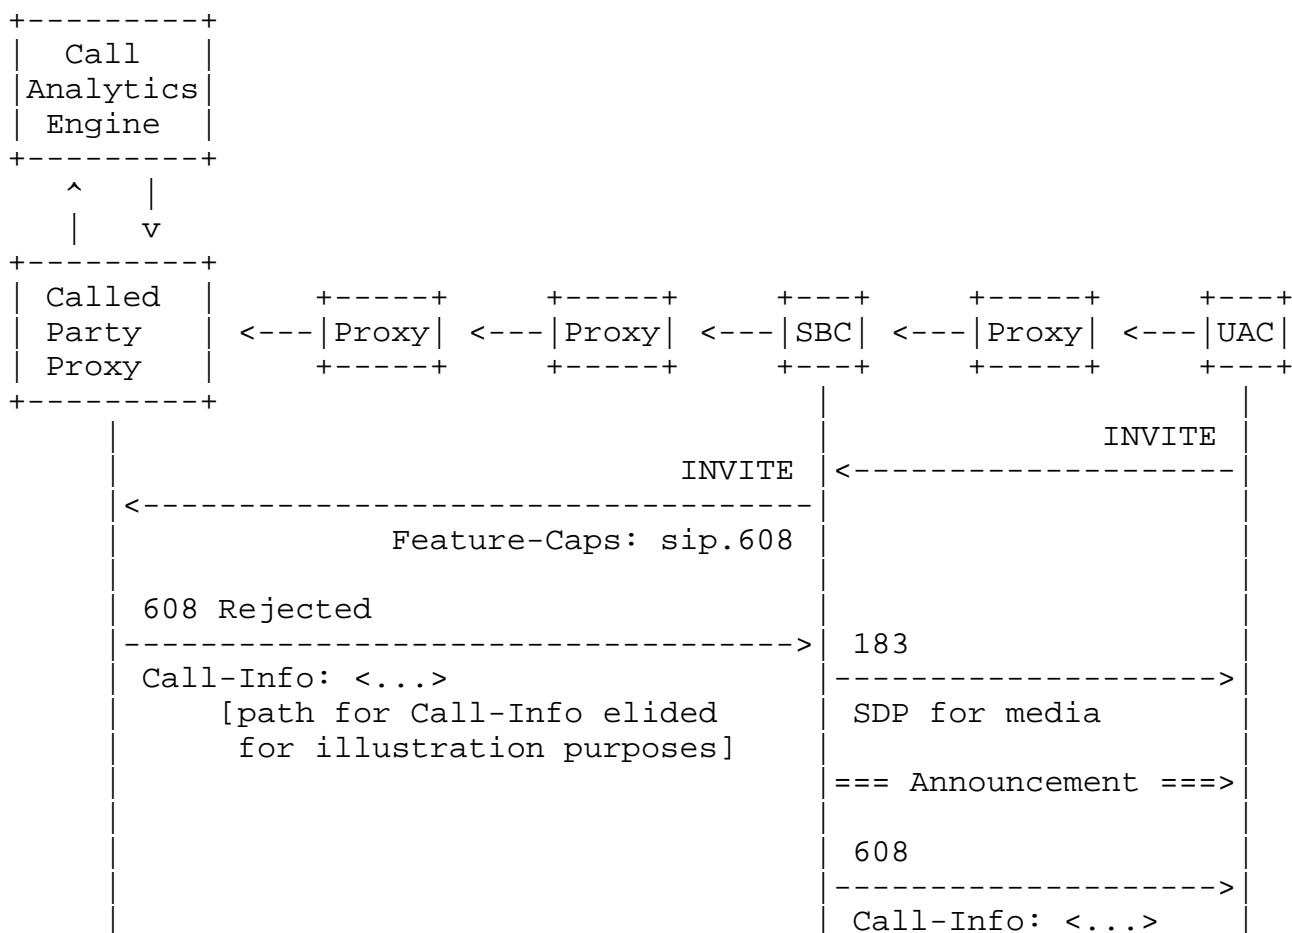 Call
Analytics
Engine
Called
Party Proxy Proxy SBC Proxy UAC
Proxy
INVITE
INVITE
Feature-Caps: sip.608
608 Rejected
183
Call-Info: <...>
[path for Call-Info elided SDP for media
for illustration purposes]
=== Announcement ===>
608
Call-Info: <...>